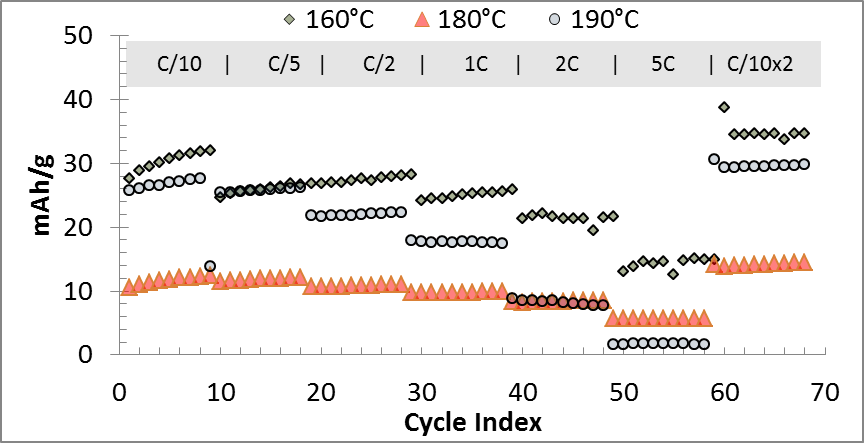 160°C 180°C 190°C
C/10 | C/5 | C/2 | 1C | 2C | 5C | C/10x2
50
40
30
20
10
0
mAh/g
0 10 20 30 40 50 60 70
Cycle Index